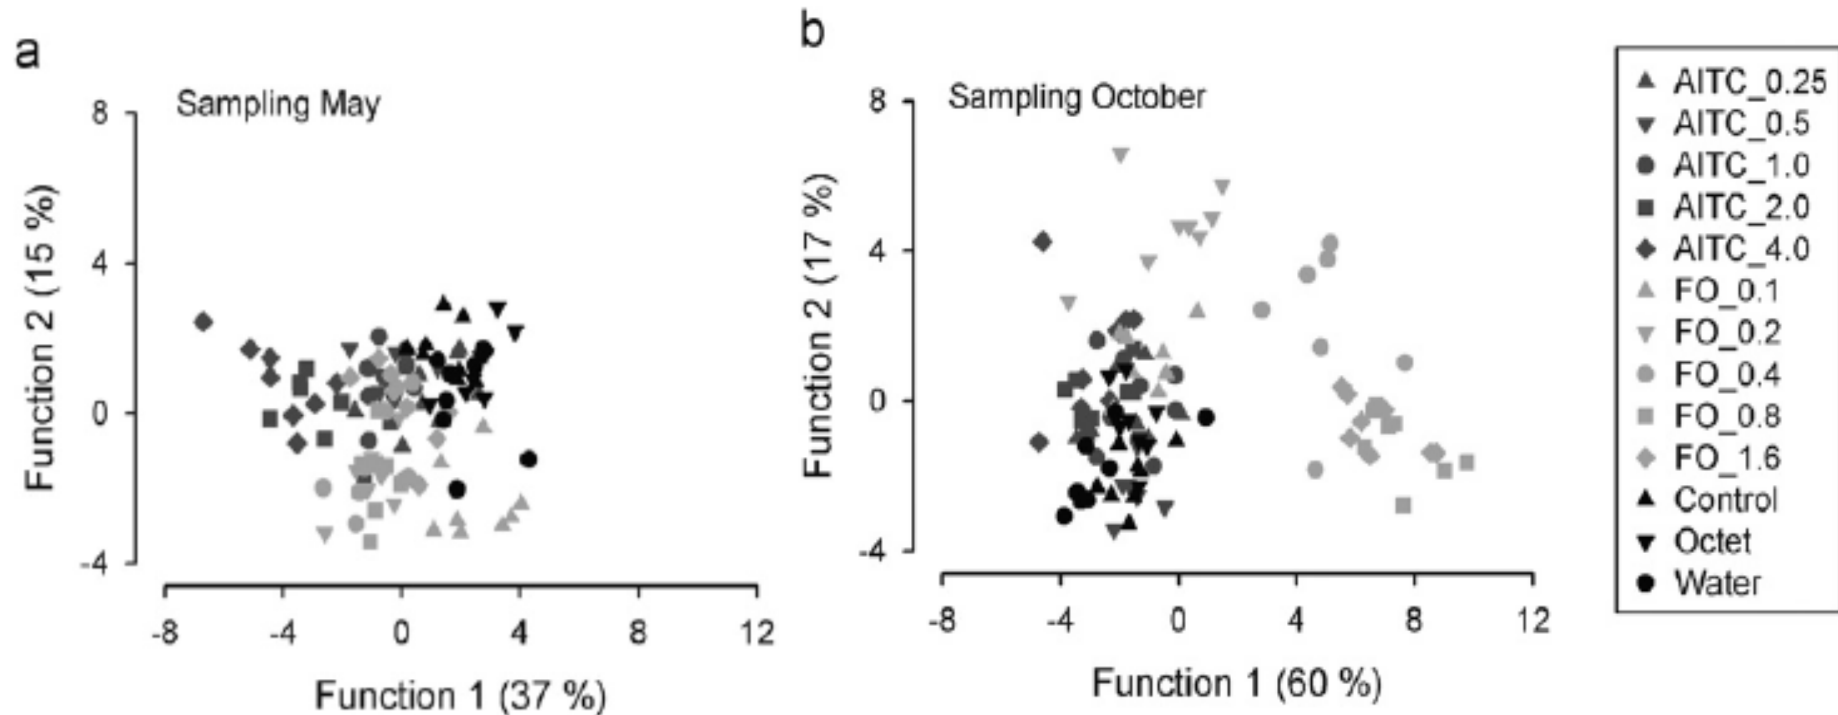 a
Sampling May
8
4
0
-4
Function 2 (15 %)
-8 -4 0 4 8 12
Function 1 (37 %)
b
Sampling October
8
4
0
-4
Function 2 (17 %)
-8 -4 0 4 8 12
Function 1 (60 %)
AITC_0.25
AITC_0.5
AITC_1.0
AITC_2.0
AITC_4.0
FO_0.1
FO_0.2
FO_0.4
FO_0.8
FO_1.6
Control
Octet
Water